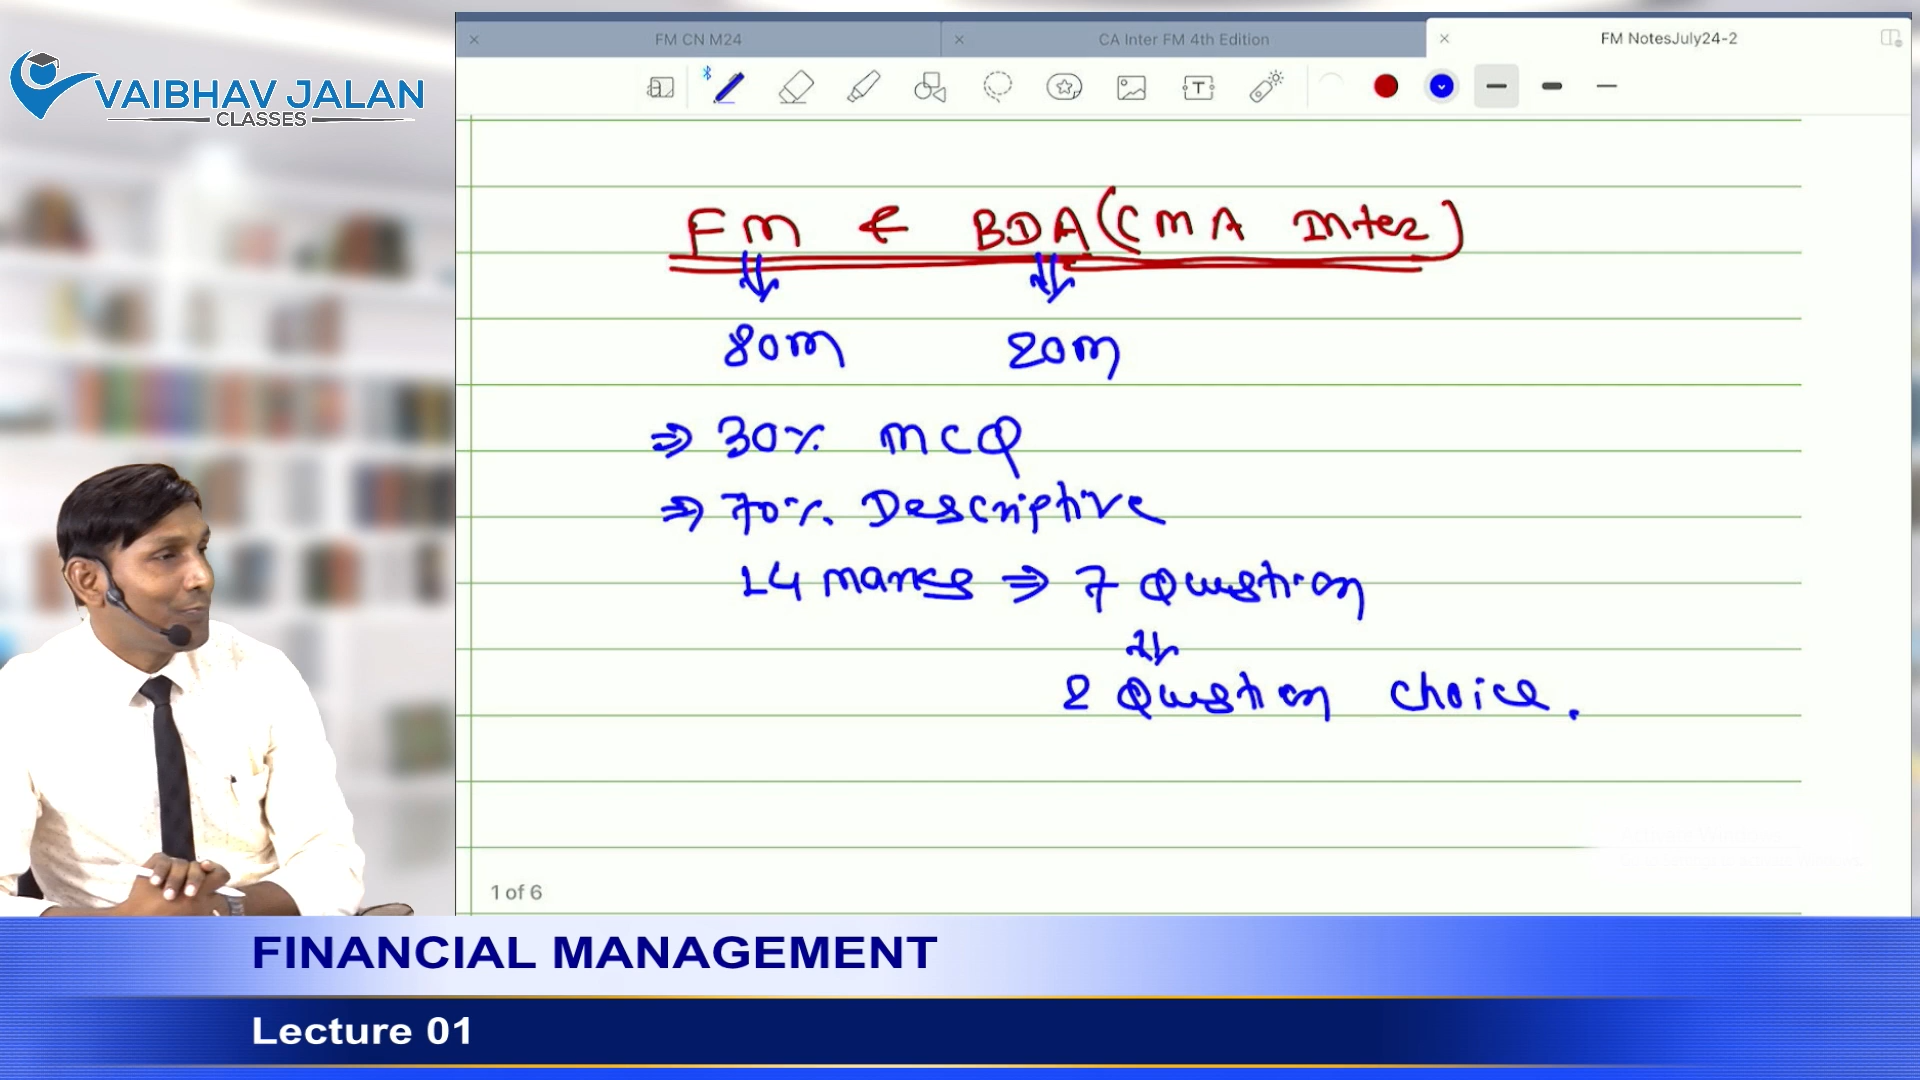 VAIBHAV JALAN
CLASSES
FM CN M24
CA Inter FM 4th Edition
FM NotesJuly24-2
T
FM & BDA (CMA Inter)
80m 20m
⇒ 30% MCQ
⇒ 70% Descriptive
14 marks ⇒ 7 Question
2 Question choice.
1 of 6
FINANCIAL MANAGEMENT
Lecture 01